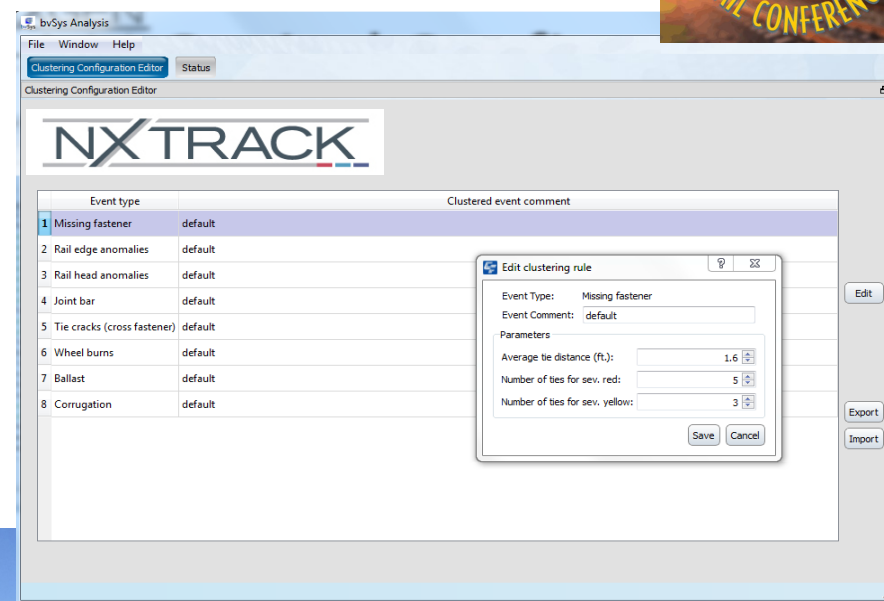 CONFERENCE
bvSys Analysis
File Window Help
Clustering Configuration Editor Status
Clustering Configuration Editor
NXTRACK
Event type Clustered event comment
1 Missing fastener default
2 Rail edge anomalies default
3 Rail head anomalies default
4 Joint bar default
5 Tie cracks (cross fastener) default
6 Wheel burns default
7 Ballast default
8 Corrugation default
Edit clustering rule
Event Type: Missing fastener
Event Comment: default
Parameters
Average tie distance (ft.): 1.6
Number of ties for sev. red: 5
Number of ties for sev. yellow: 3
Save Cancel
Edit
Export
Import